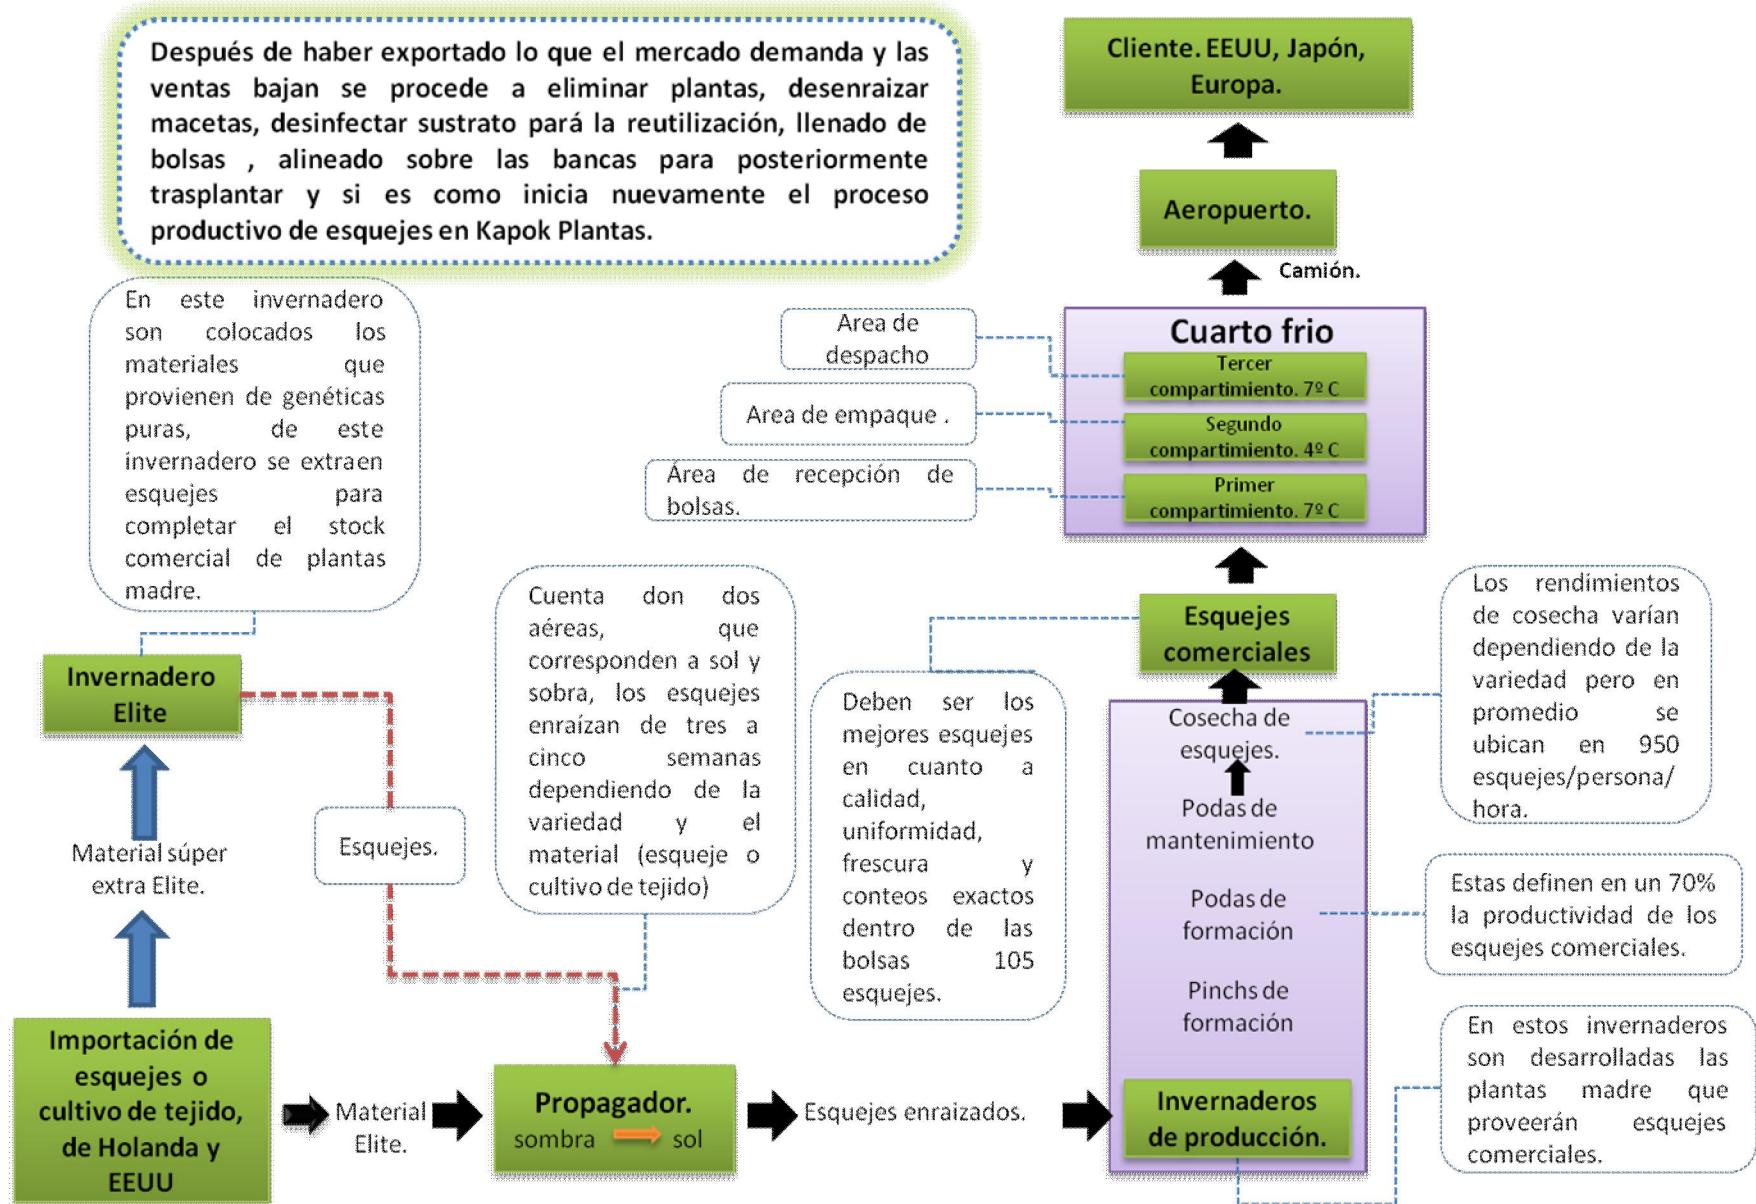 Después de haber exportado lo que el mercado demanda y las
ventas bajan se procede a eliminar plantas, desenraizar
macetas, desinfectar sustrato pará la reutilización, llenado de
bolsas , alineado sobre las bancas para posteriormente
trasplantar y si es como inicia nuevamente el proceso
productivo de esquejes en Kapok Plantas.
Cliente. EEUU, Japón,
Europa.
Aeropuerto.
Camión.
Cuarto frio
Tercer
compartimiento. 7º C
Segundo
compartimiento. 4º C
Primer
compartimiento. 7º C
Area de
despacho
Area de empaque .
Área de recepción de
bolsas.
En este invernadero
son colocados los
materiales que
provienen de genéticas
puras, de este
invernadero se extraen
esquejes para
completar el stock
comercial de plantas
madre.
Invernadero
Elite
Material súper
extra Elite.
Esquejes.
Cuenta don dos
aéreas, que
corresponden a sol y
sobra, los esquejes
enraízan de tres a
cinco semanas
dependiendo de la
variedad y el
material (esqueje o
cultivo de tejido)
Deben ser los
mejores esquejes
en cuanto a
calidad,
uniformidad,
frescura y
conteos exactos
dentro de las
bolsas 105
esquejes.
Esquejes
comerciales
Cosecha de
esquejes.
Podas de
mantenimiento
Podas de
formación
Pinchs de
formación
Invernaderos
de producción.
Los rendimientos
de cosecha varían
dependiendo de la
variedad pero en
promedio se
ubican en 950
esquejes/persona/
hora.
Estas definen en un 70%
la productividad de los
esquejes comerciales.
En estos invernaderos
son desarrolladas las
plantas madre que
proveerán esquejes
comerciales.
Importación de
esquejes o
cultivo de tejido,
de Holanda y
EEUU
Material
Elite.
Propagador.
sombra sol
Esquejes enraizados.